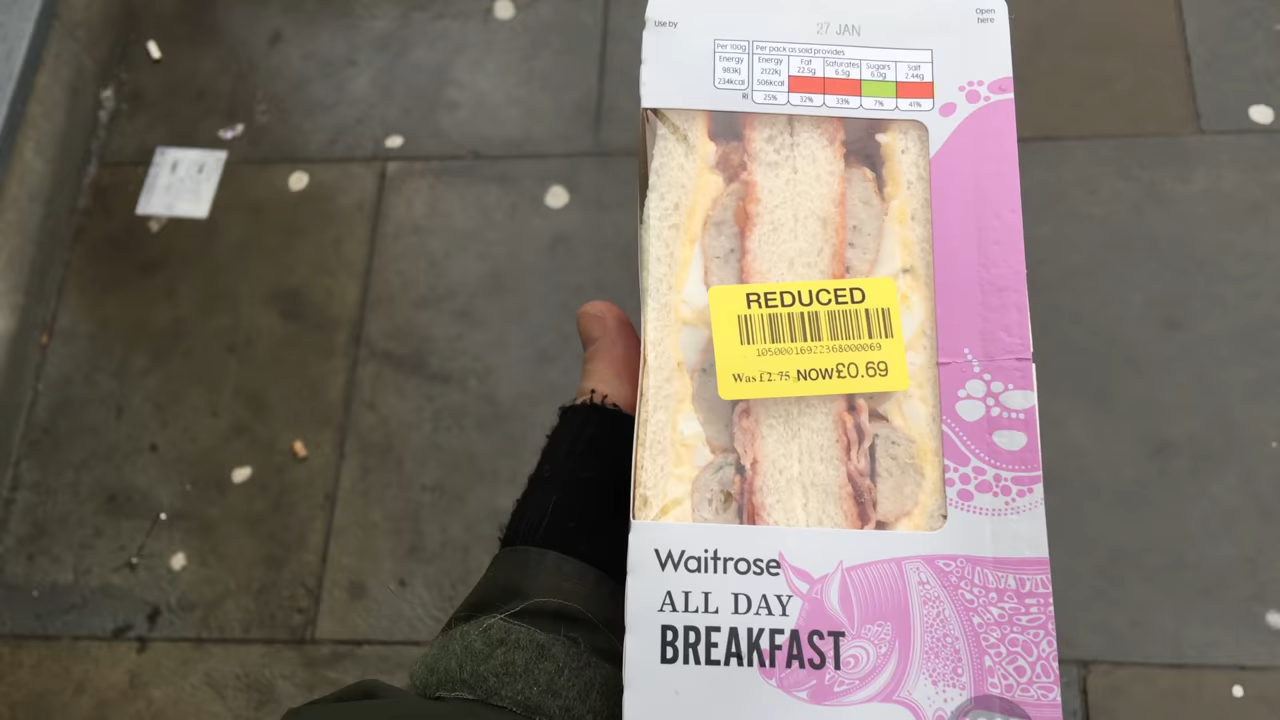 Use by
27 JAN
Open
here
Per 100g
Energy
983kJ
234kcal
Per pack as sold provides
Energy
2122kJ
506kcal
Fat
22.5g
Saturates
6.5g
Sugars
6.0g
Salt
2.44g
RI
25%
32%
33%
7%
41%
REDUCED
10500016922368000069
Was £2.75 NOW £0.69
Waitrose
ALL DAY
BREAKFAST